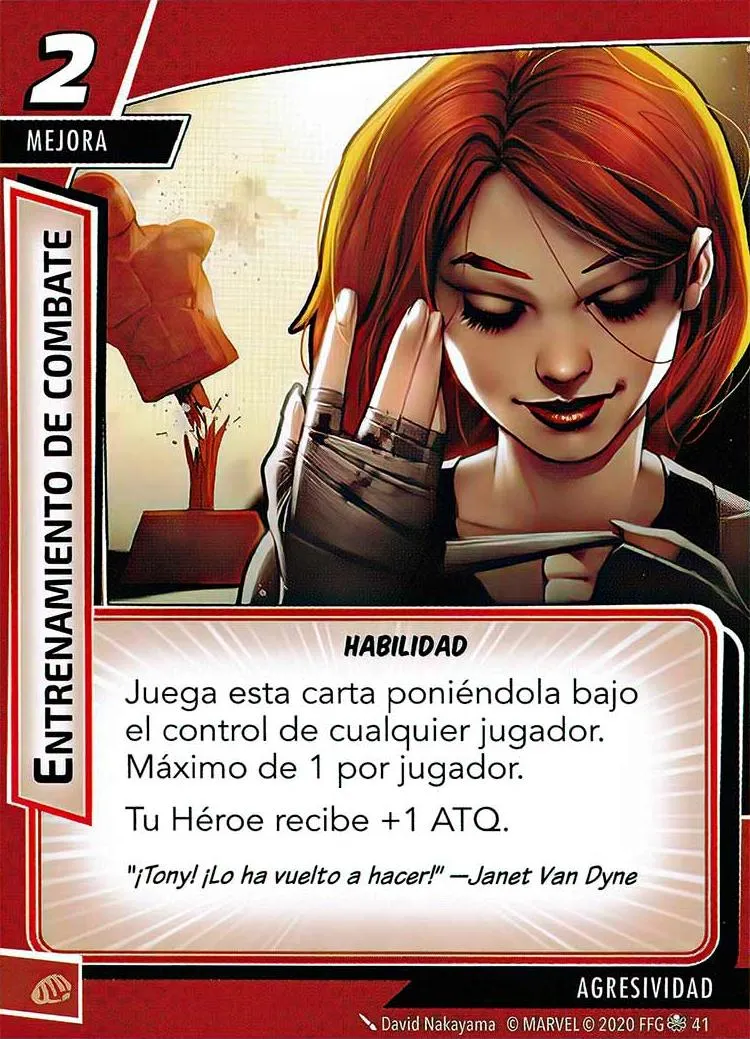 2
MEJORA
ENTRENAMIENTO DE COMBATE
HABILIDAD
Juega esta carta poniéndola bajo
el control de cualquier jugador.
Máximo de 1 por jugador.
Tu Héroe recibe +1 ATQ.
"¡Tony! ¡Lo ha vuelto a hacer!" —Janet Van Dyne
AGRESIVIDAD
David Nakayama © MARVEL © 2020 FFG 41